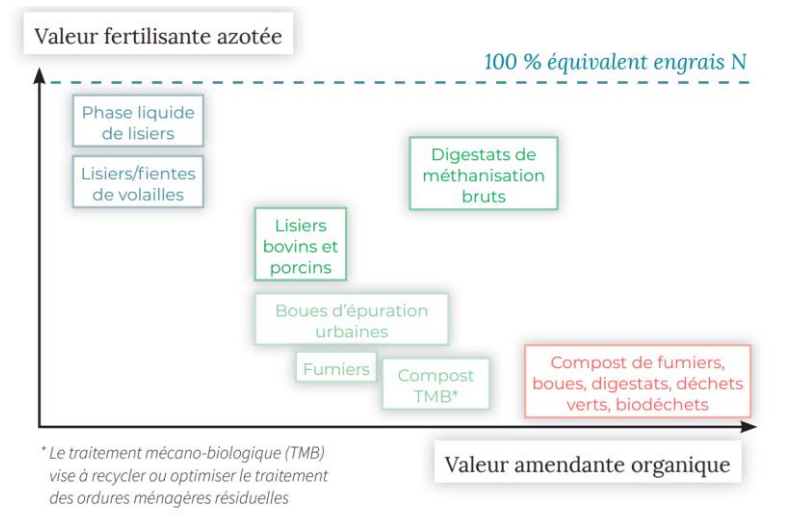 Valeur fertilisante azotée
100 % équivalent engrais N
Phase liquide
de lisiers
Lisiers/fientes
de volailles
Digestats de
méthanisation
bruts
Lisiers
bovins et
porcins
Boues d'épuration
urbaines
Fumiers
Compost
TMB*
Compost de fumiers,
boues, digestats, déchets
verts, biodéchets
* Le traitement mécano-biologique (TMB)
vise à recycler ou optimiser le traitement
des ordures ménagères résiduelles
Valeur amendante organique